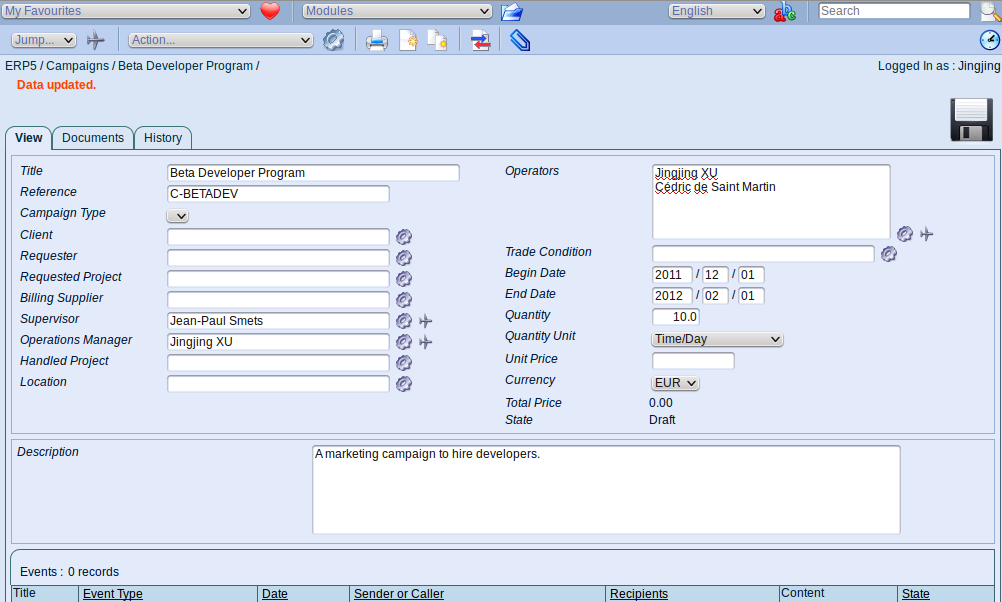 My Favourites Modules English abc Search
Jump... Action...
ERP5 / Campaigns / Beta Developer Program / Logged In as : Jingjing
Data updated.
View Documents History
Title Beta Developer Program
Reference C-BETADEV
Campaign Type
Client
Requester
Requested Project
Billing Supplier
Supervisor Jean-Paul Smets
Operations Manager Jingjing XU
Handled Project
Location
Operators Jingjing XU
Cédric de Saint Martin
Trade Condition
Begin Date 2011 / 12 / 01
End Date 2012 / 02 / 01
Quantity 10.0
Quantity Unit Time/Day
Unit Price
Currency EUR
Total Price 0.00
State Draft
Description A marketing campaign to hire developers.
Events : 0 records
Title Event Type Date Sender or Caller Recipients Content State